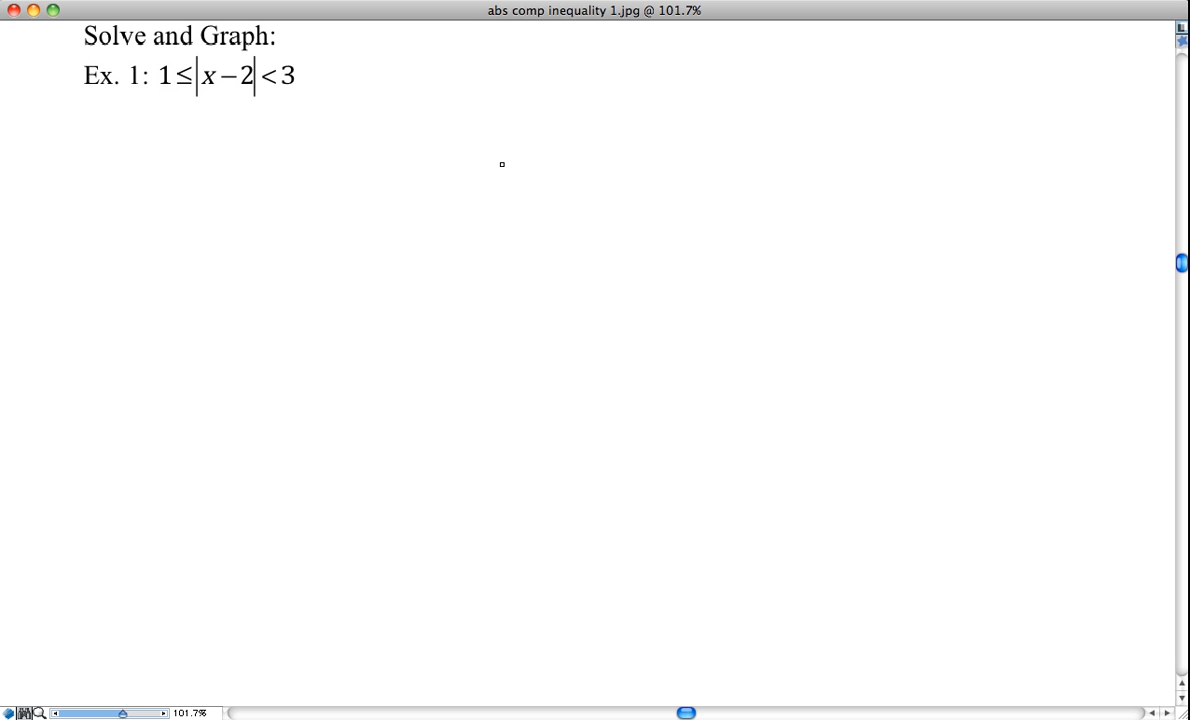 abs comp inequality 1.jpg @ 101.7%
Solve and Graph:
Ex. 1: 1≤|x−2|<3
101.7%